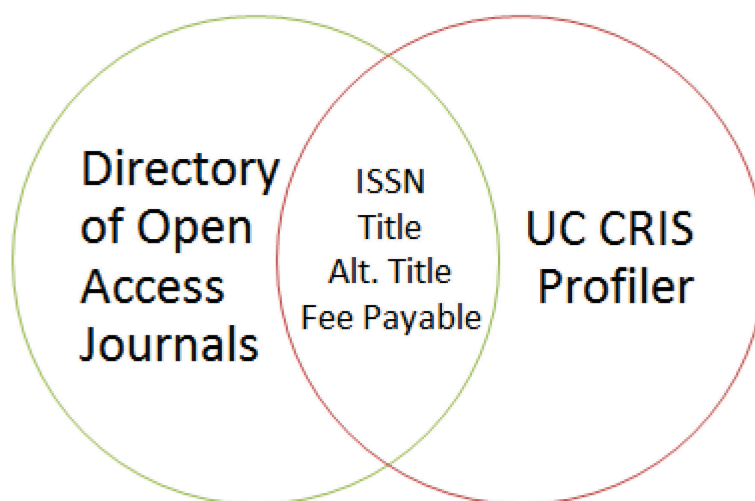 Directory
of Open
Access
Journals
ISSN
Title
Alt. Title
Fee Payable
UC CRIS
Profiler